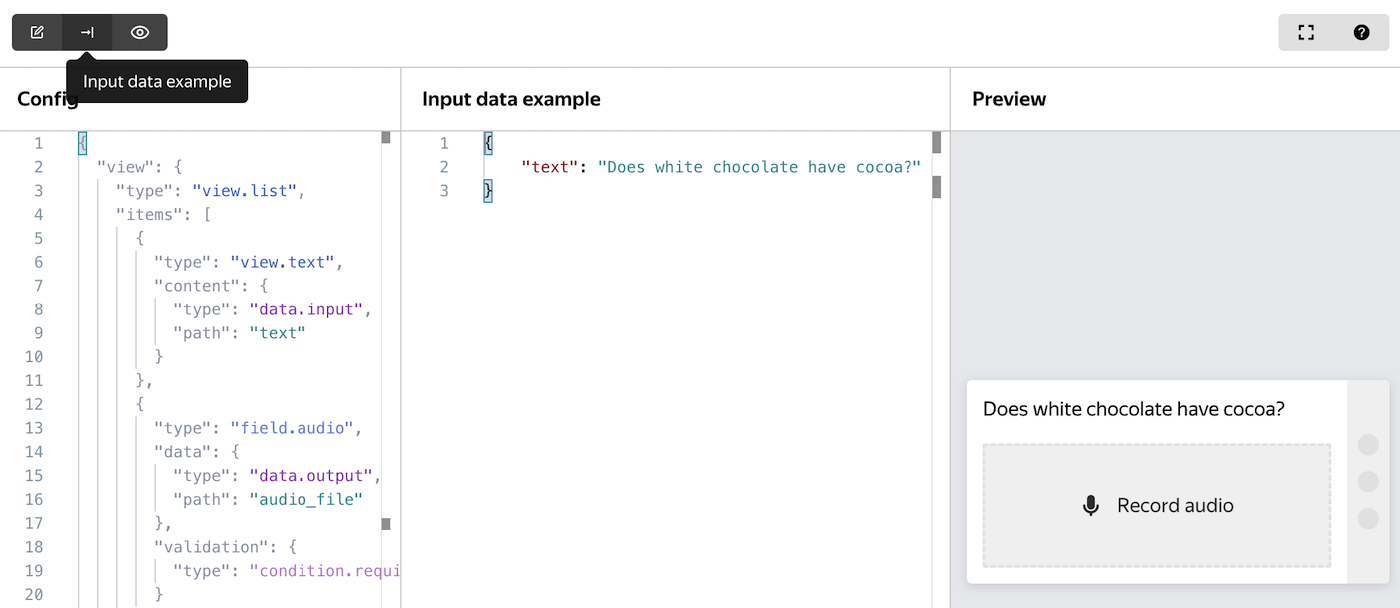 Input data example
Config
Input data example
Preview
1 {
2 "view": {
3 "type": "view.list",
4 "items": [
5 {
6 "type": "view.text",
7 "content": {
8 "type": "data.input",
9 "path": "text"
10 }
11 },
12 {
13 "type": "field.audio",
14 "data": {
15 "type": "data.output",
16 "path": "audio_file"
17 },
18 "validation": {
19 "type": "condition.requi
20 }
1 {
2 "text": "Does white chocolate have cocoa?"
3 }
Does white chocolate have cocoa?
Record audio